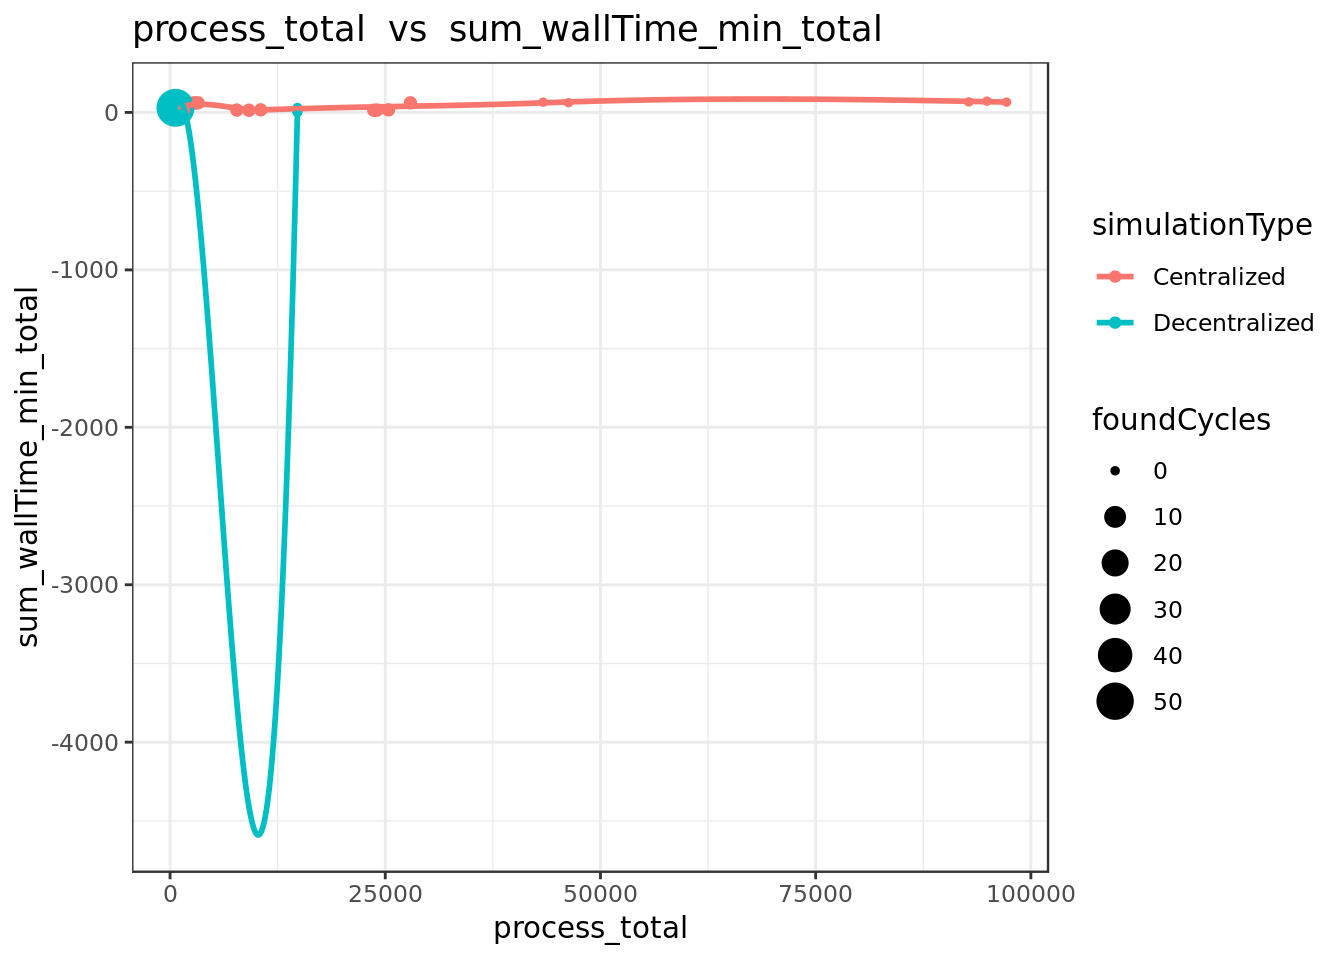 process_total vs sum_wallTime_min_total
sum_wallTime_min_total
0
-1000
-2000
-3000
-4000
0 25000 50000 75000 100000
process_total
simulationType
Centralized
Decentralized
foundCycles
0
10
20
30
40
50